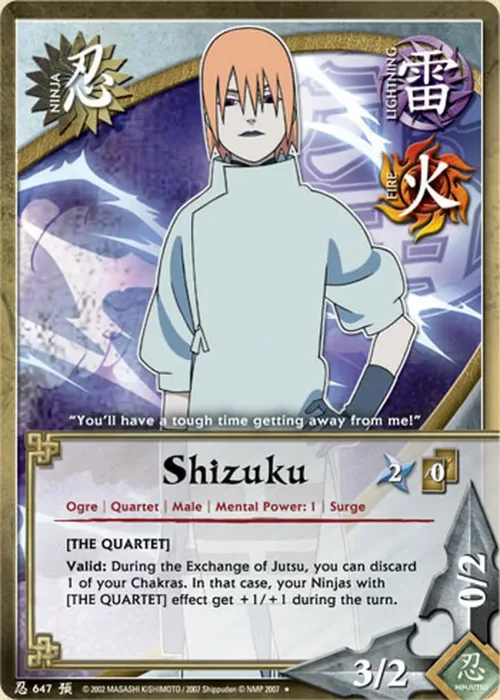 NINJA
忍
LIGHTNING
雷
FIRE
火
"You'll have a tough time getting away from me!"
Shizuku
2
0
Ogre | Quartet | Male | Mental Power: 1 | Surge
[THE QUARTET]
Valid: During the Exchange of Jutsu, you can discard
1 of your Chakras. In that case, your Ninjas with
[THE QUARTET] effect get +1/+1 during the turn.
0/2
3/2
忍
NINJUTSU
忍 647 張 © 2002 MASASHI KISHIMOTO / 2007 Shippuden © NMP 2007 •